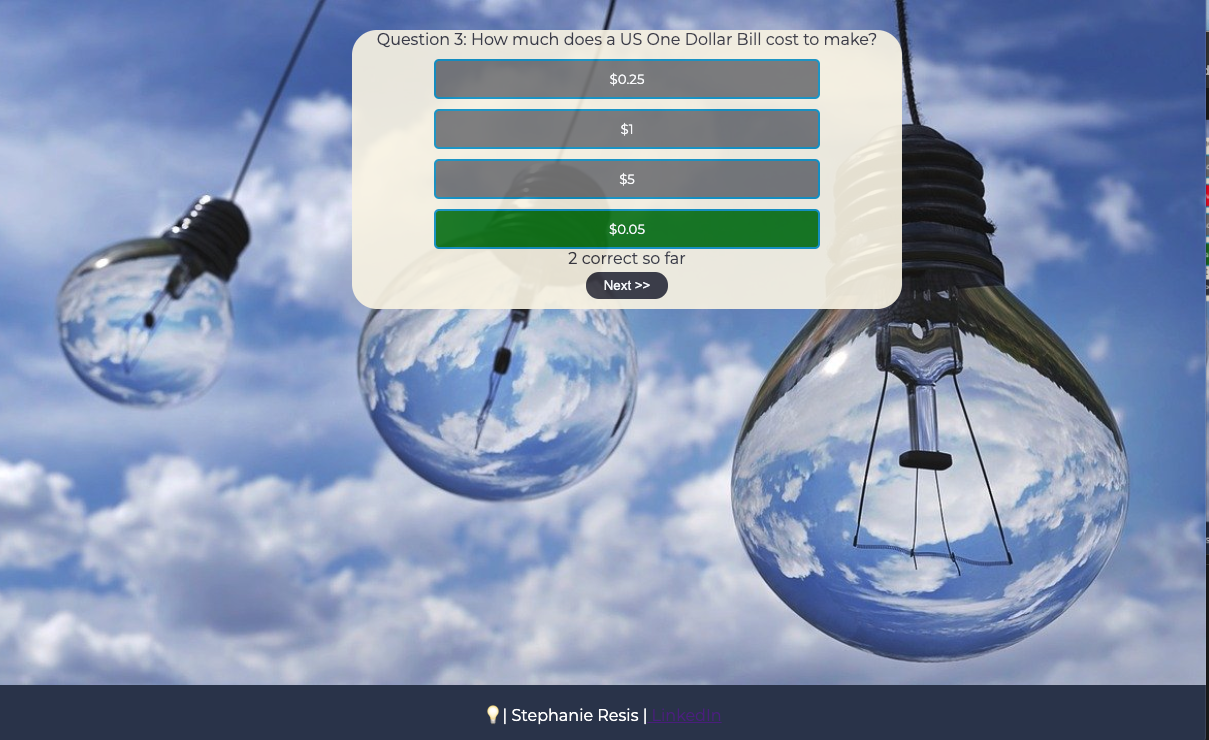 Question 3: How much does a US One Dollar Bill cost to make?
$0.25
$1
$5
$0.05
2 correct so far
Next >>
| Stephanie Resis |